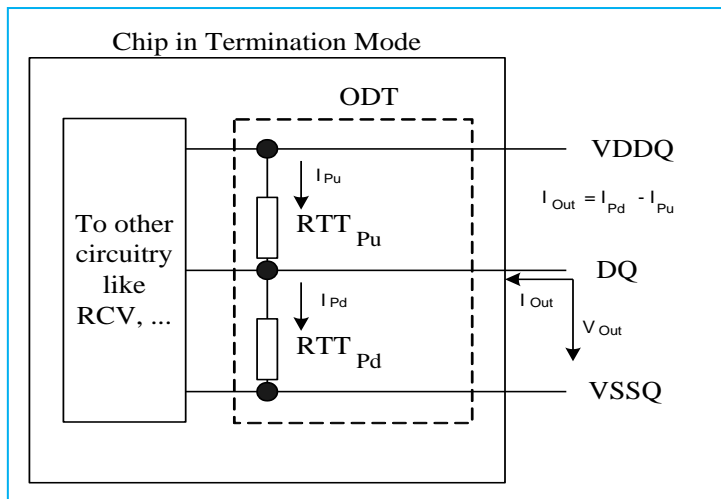 Chip in Termination Mode
ODT
VDDQ
I Pu
I Out = I Pd - I Pu
To other
circuitry
like
RCV, ...
RTT Pu
DQ
I Pd
I Out
V Out
RTT Pd
VSSQ